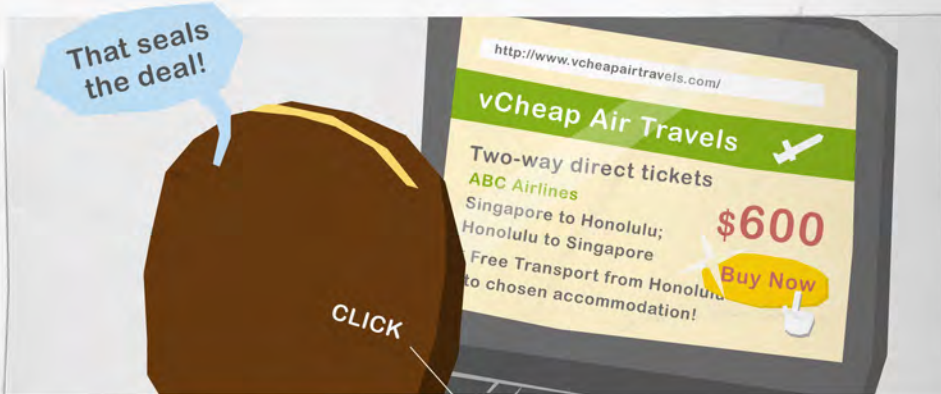 That seals
the deal!
http://www.vcheapairtravels.com/
vCheap Air Travels
Two-way direct tickets
ABC Airlines
Singapore to Honolulu;
Honolulu to Singapore
$600
Free Transport from Honolulu
to chosen accommodation!
Buy Now
CLICK